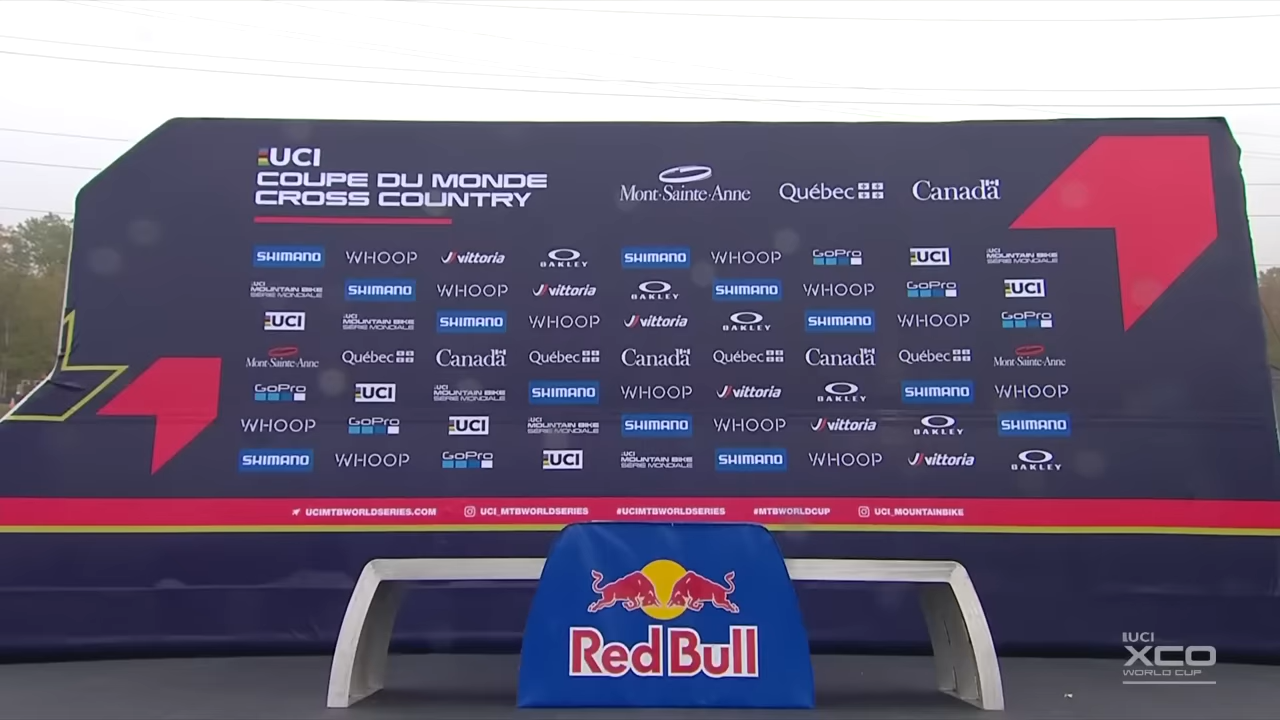 UCI
COUPE DU MONDE
CROSS COUNTRY
Mont-Sainte-Anne Québec Canada
SHIMANO WHOOP vittoria OAKLEY SHIMANO WHOOP GoPro UCI UCI MOUNTAIN BIKE SÉRIE MONDIALE
UCI MOUNTAIN BIKE SÉRIE MONDIALE SHIMANO WHOOP vittoria OAKLEY SHIMANO WHOOP GoPro UCI
UCI UCI MOUNTAIN BIKE SÉRIE MONDIALE SHIMANO WHOOP vittoria OAKLEY SHIMANO WHOOP GoPro
Mont-Sainte-Anne Québec Canada Québec Canada Québec Canada Québec Mont-Sainte-Anne
GoPro UCI UCI MOUNTAIN BIKE SÉRIE MONDIALE SHIMANO WHOOP vittoria OAKLEY SHIMANO WHOOP
WHOOP GoPro UCI UCI MOUNTAIN BIKE SÉRIE MONDIALE SHIMANO WHOOP vittoria OAKLEY SHIMANO
SHIMANO WHOOP GoPro UCI UCI MOUNTAIN BIKE SÉRIE MONDIALE SHIMANO WHOOP vittoria OAKLEY
UCIMTBWORLDSERIES.COM UCI_MTBWORLDSERIES #UCIMTBWORLDSERIES #MTBWORLDCUP UCI_MOUNTAINBIKE
Red Bull
UCI
XCO
WORLD CUP